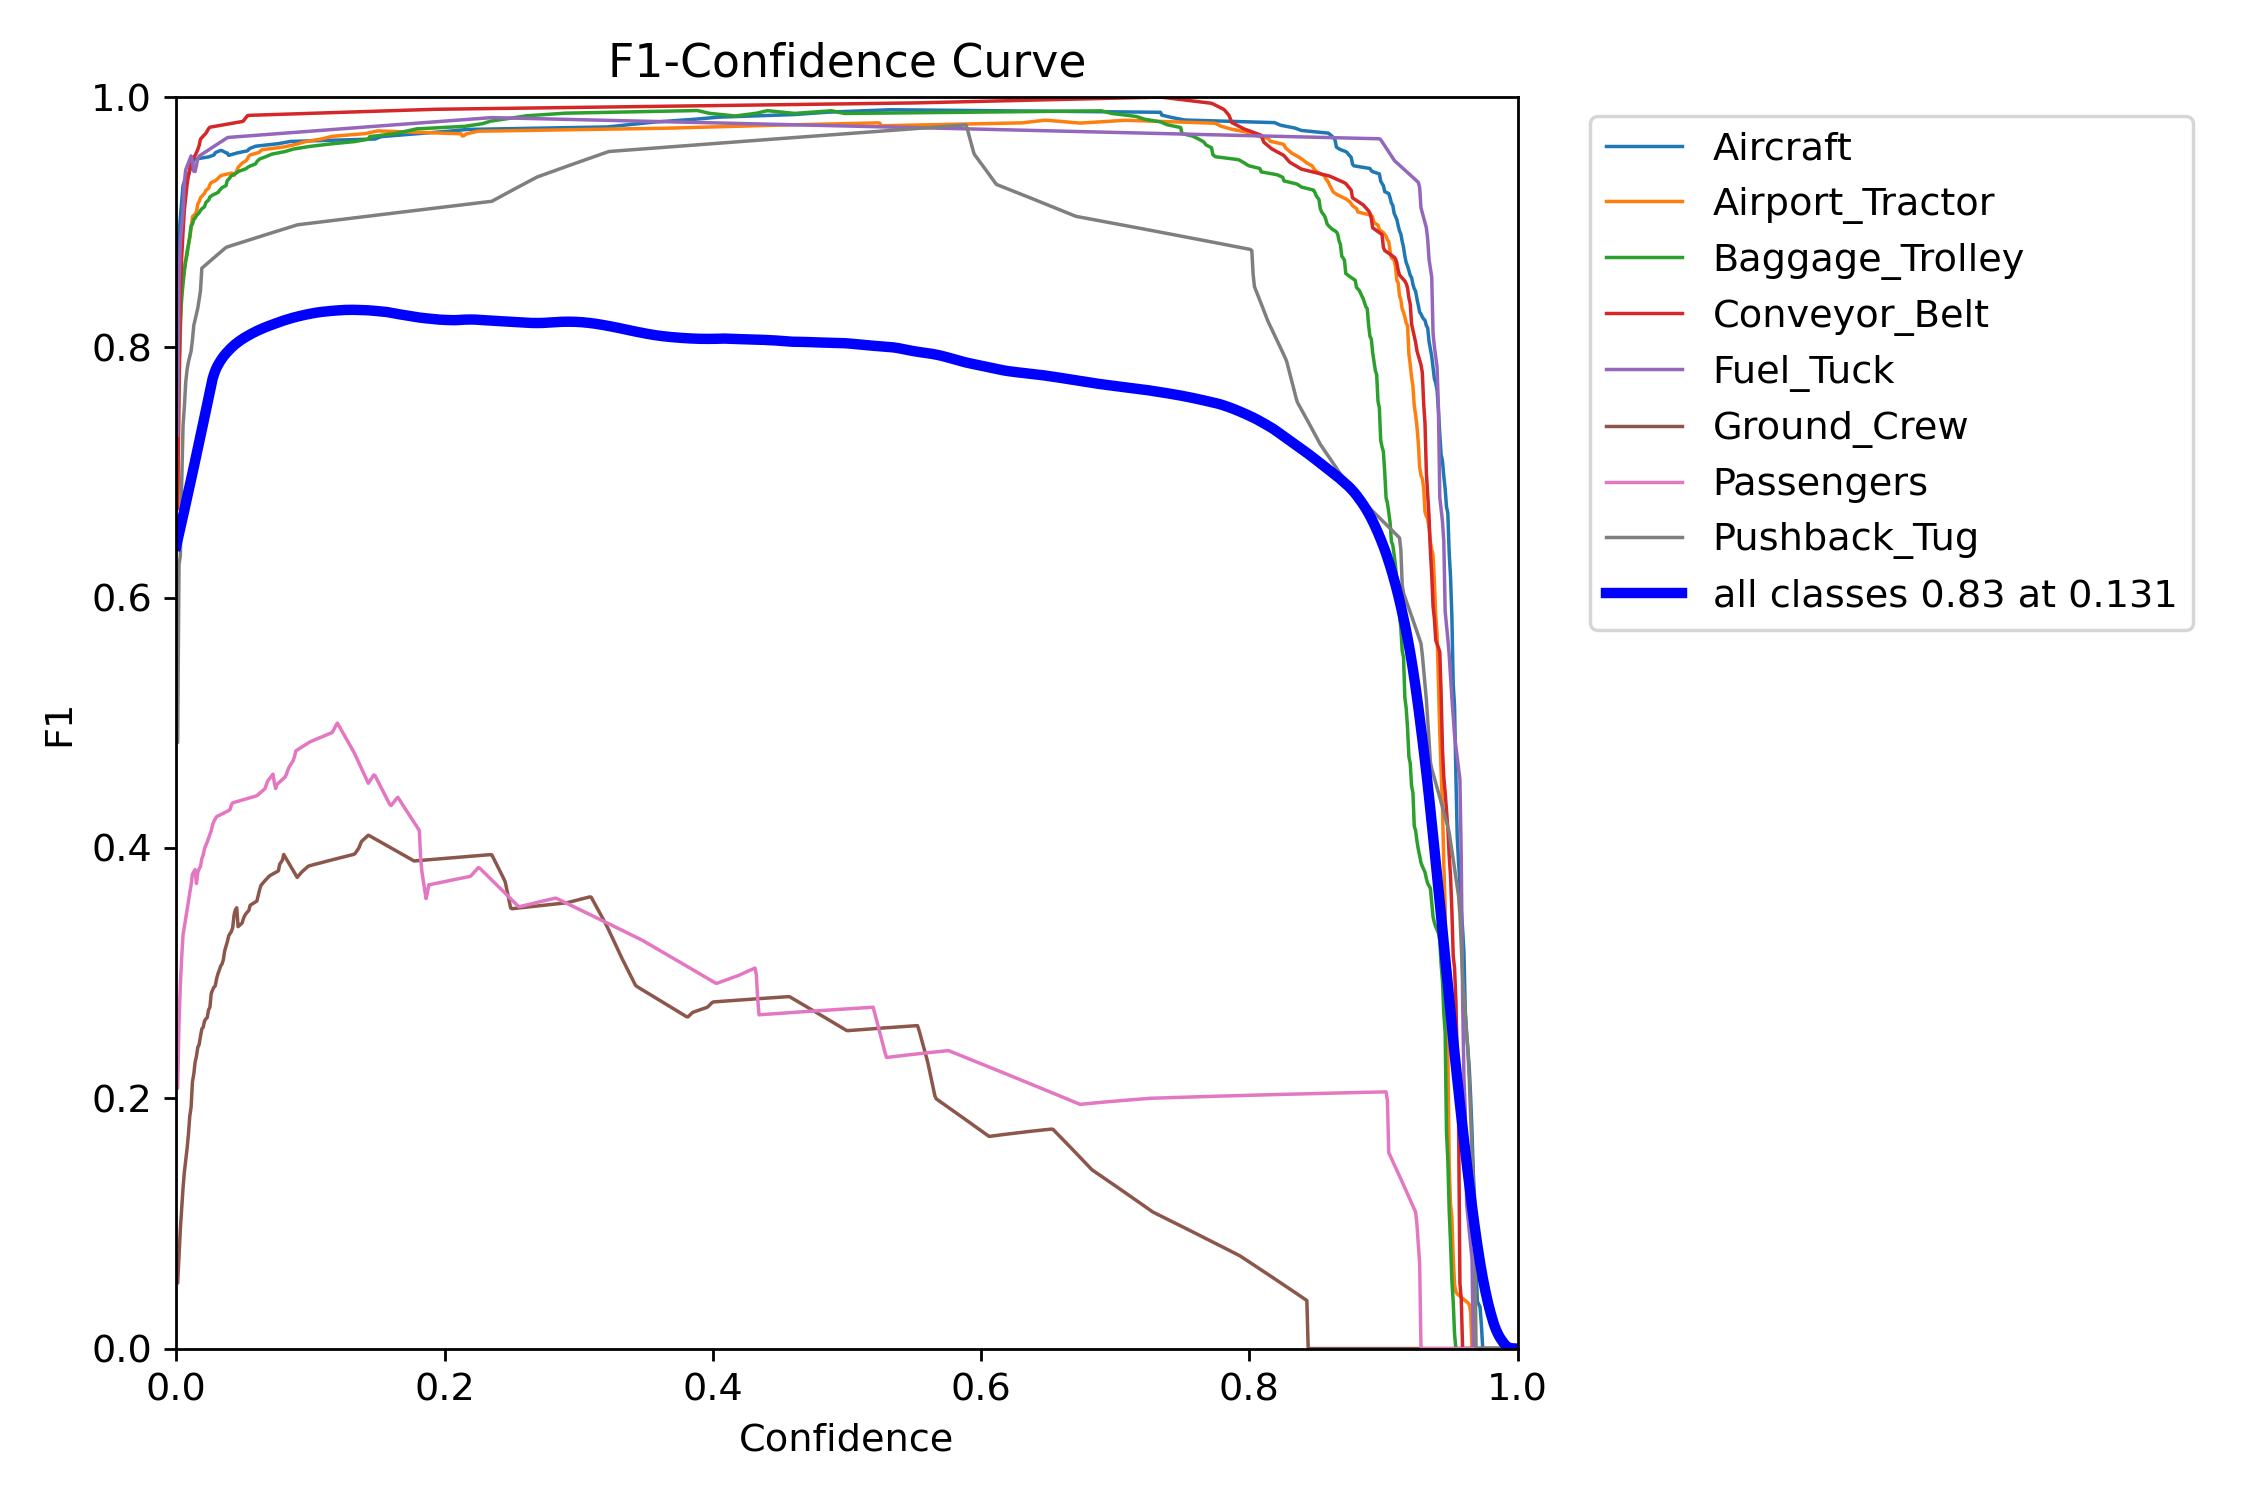 F1-Confidence Curve
1.0
0.8
0.6
0.4
0.2
0.0
F1
0.0 0.2 0.4 0.6 0.8 1.0
Confidence
Aircraft
Airport_Tractor
Baggage_Trolley
Conveyor_Belt
Fuel_Tuck
Ground_Crew
Passengers
Pushback_Tug
all classes 0.83 at 0.131